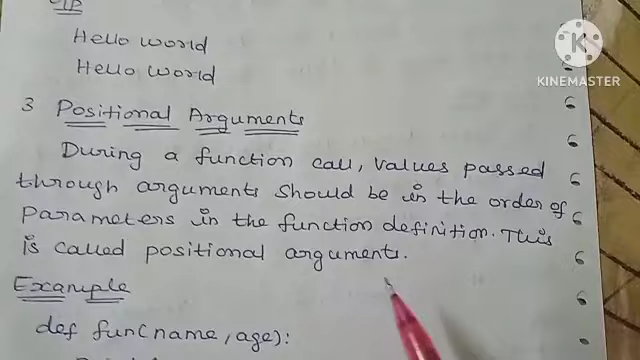 O/P
Hello world
Hello world
KINEMASTER
3 Positional Arguments
During a function call, values passed
through arguments should be in the order of
parameters in the function definition. This
is called positional arguments.
Example
def fun(name, age):